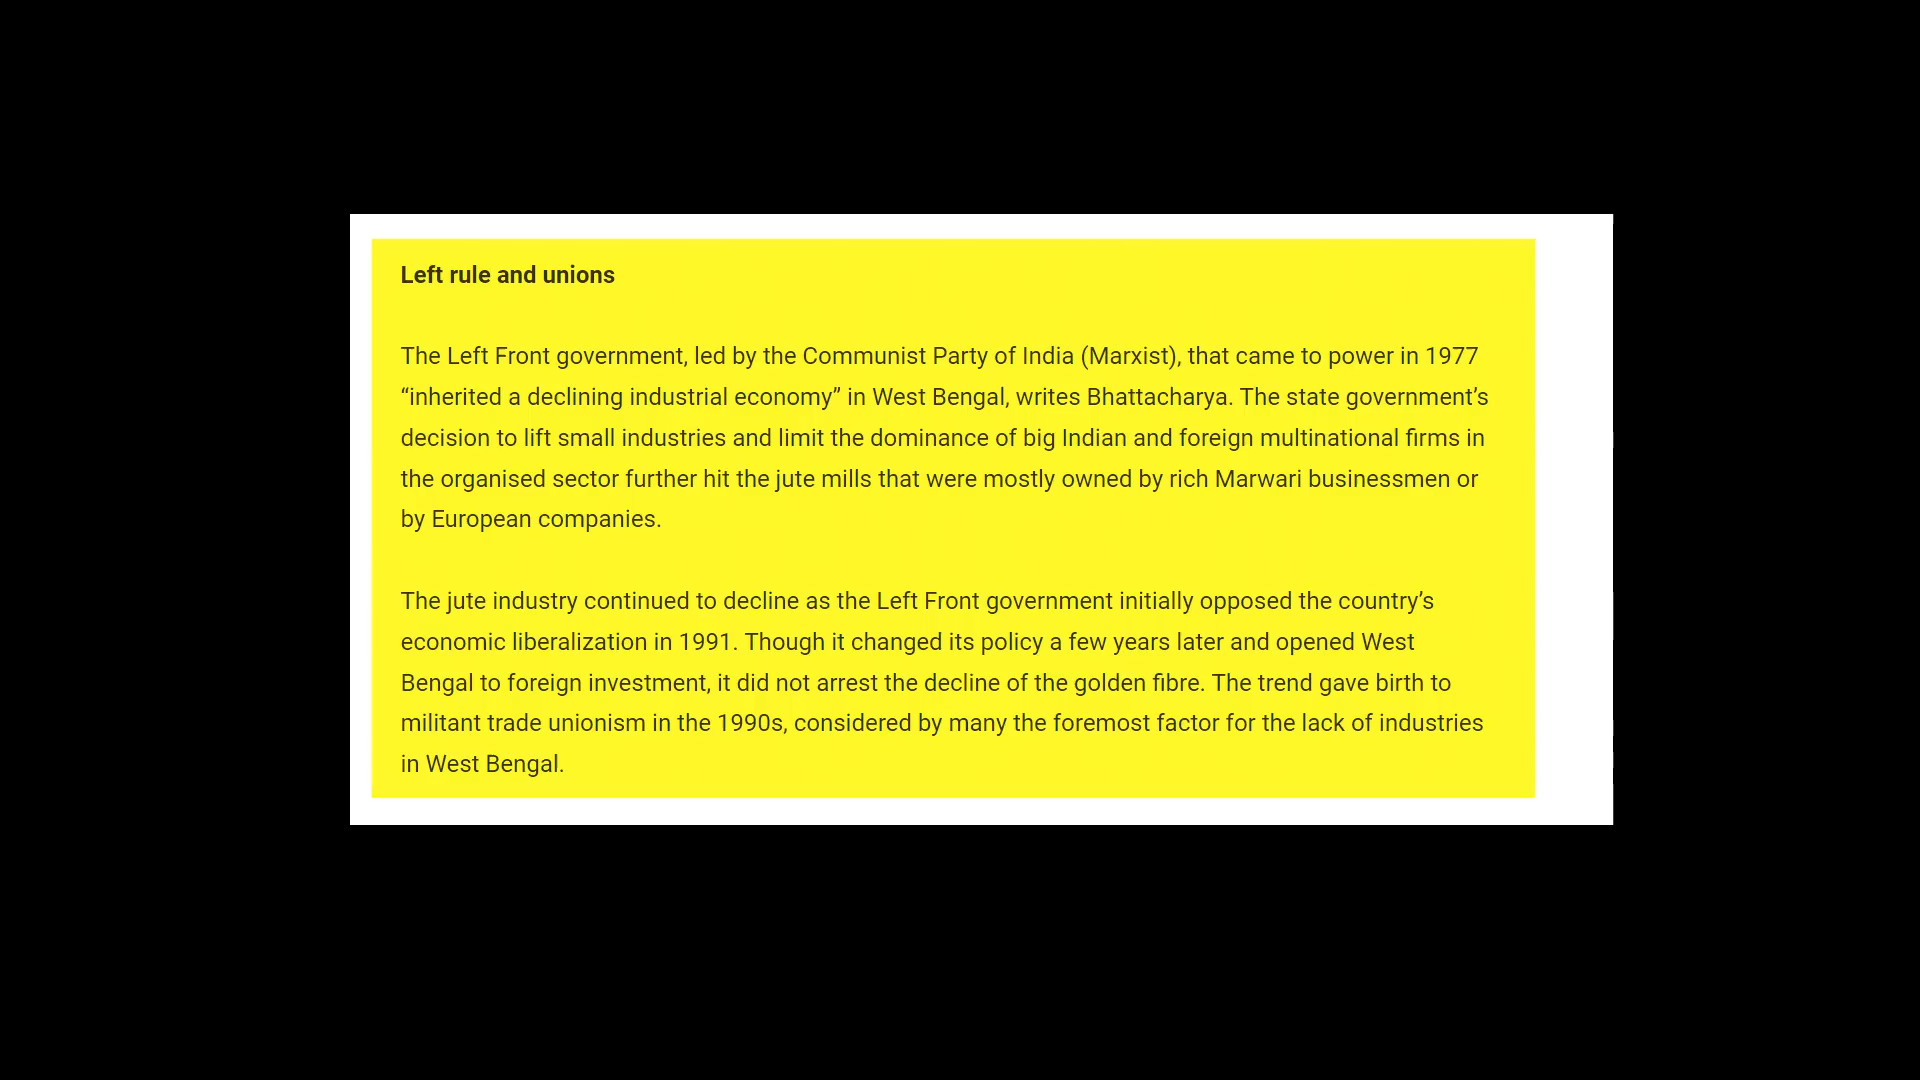 Left rule and unions
The Left Front government, led by the Communist Party of India (Marxist), that came to power in 1977
“inherited a declining industrial economy” in West Bengal, writes Bhattacharya. The state government’s
decision to lift small industries and limit the dominance of big Indian and foreign multinational firms in
the organised sector further hit the jute mills that were mostly owned by rich Marwari businessmen or
by European companies.
The jute industry continued to decline as the Left Front government initially opposed the country’s
economic liberalization in 1991. Though it changed its policy a few years later and opened West
Bengal to foreign investment, it did not arrest the decline of the golden fibre. The trend gave birth to
militant trade unionism in the 1990s, considered by many the foremost factor for the lack of industries
in West Bengal.